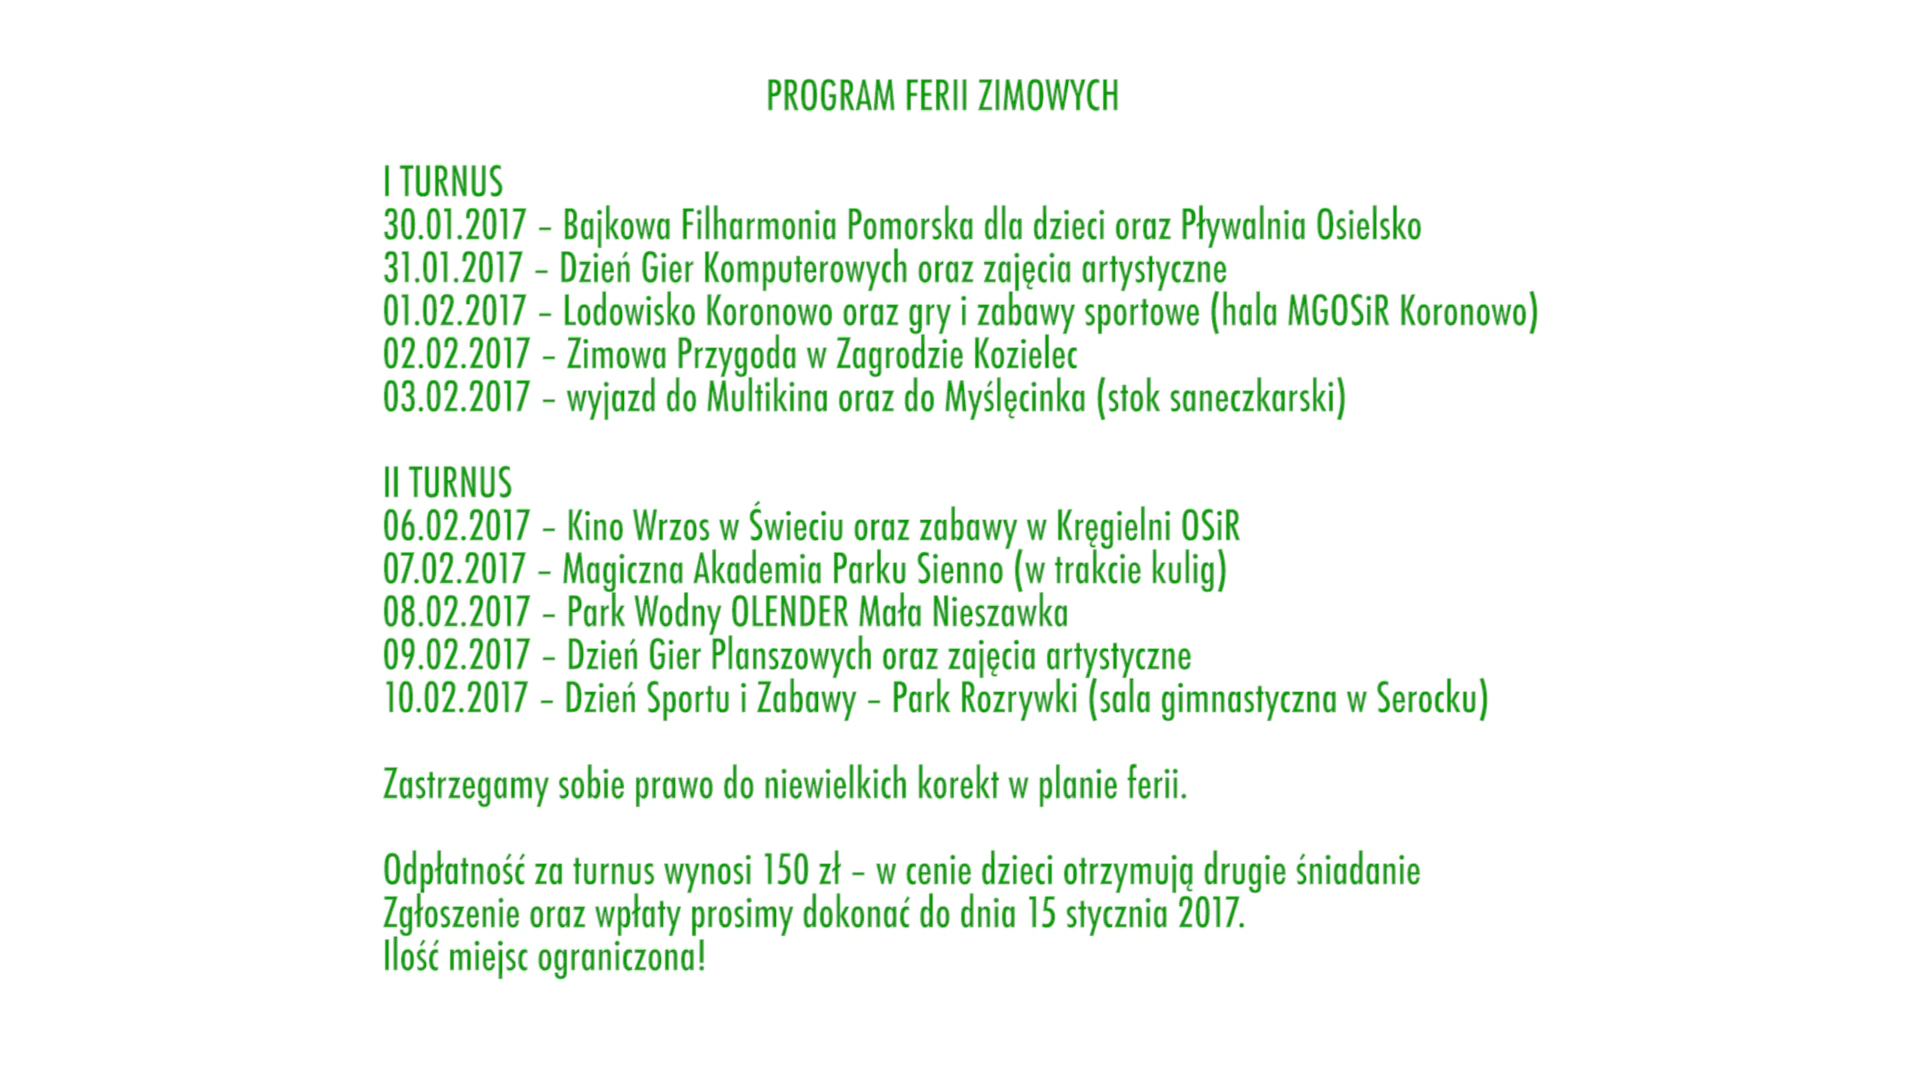 PROGRAM FERII ZIMOWYCH
I TURNUS
30.01.2017 – Bajkowa Filharmonia Pomorska dla dzieci oraz Pływalnia Osielsko
31.01.2017 – Dzień Gier Komputerowych oraz zajęcia artystyczne
01.02.2017 – Lodowisko Koronowo oraz gry i zabawy sportowe (hala MGOSiR Koronowo)
02.02.2017 – Zimowa Przygoda w Zagrodzie Kozielec
03.02.2017 – wyjazd do Multikina oraz do Myślęcinka (stok saneczkarski)
II TURNUS
06.02.2017 – Kino Wrzos w Świeciu oraz zabawy w Kręgielni OSiR
07.02.2017 – Magiczna Akademia Parku Sienno (w trakcie kulig)
08.02.2017 – Park Wodny OLENDER Mała Nieszawka
09.02.2017 – Dzień Gier Planszowych oraz zajęcia artystyczne
10.02.2017 – Dzień Sportu i Zabawy – Park Rozrywki (sala gimnastyczna w Serocku)
Zastrzegamy sobie prawo do niewielkich korekt w planie ferii.
Odpłatność za turnus wynosi 150 zł – w cenie dzieci otrzymują drugie śniadanie
Zgłoszenie oraz wpłaty prosimy dokonać do dnia 15 stycznia 2017.
Ilość miejsc ograniczona!